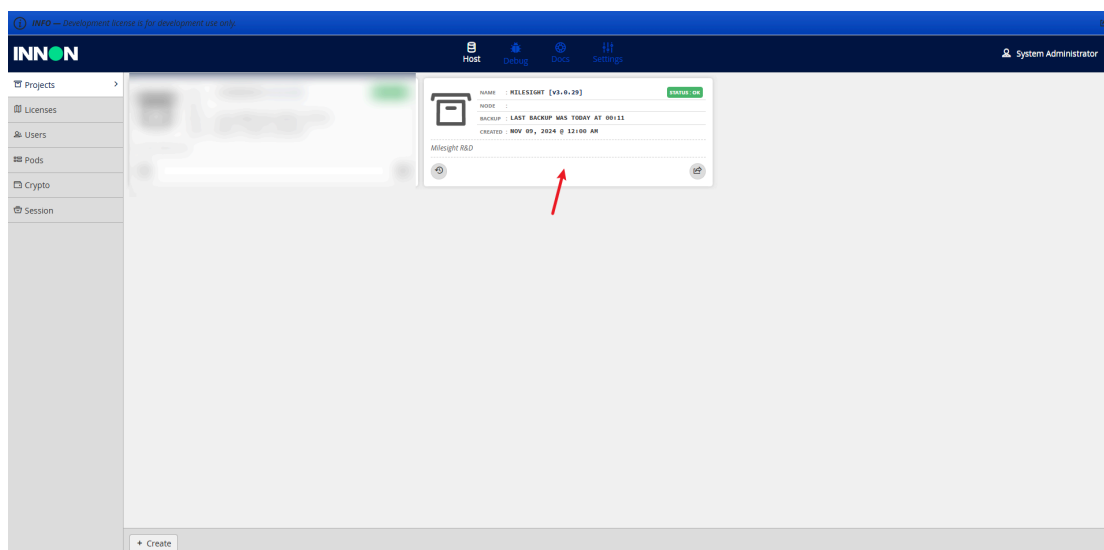 INFO — Development license is for development use only.
INNON
Host
Debug
Docs
Settings
System Administrator
Projects
Licenses
Users
Pods
Crypto
Session
NAME : MILESIGHT [v3.0.29]
STATUS: OK
NODE :
BACKUP : LAST BACKUP WAS TODAY AT 00:11
CREATED : NOV 09, 2024 @ 12:00 AM
Milesight R&D
+ Create